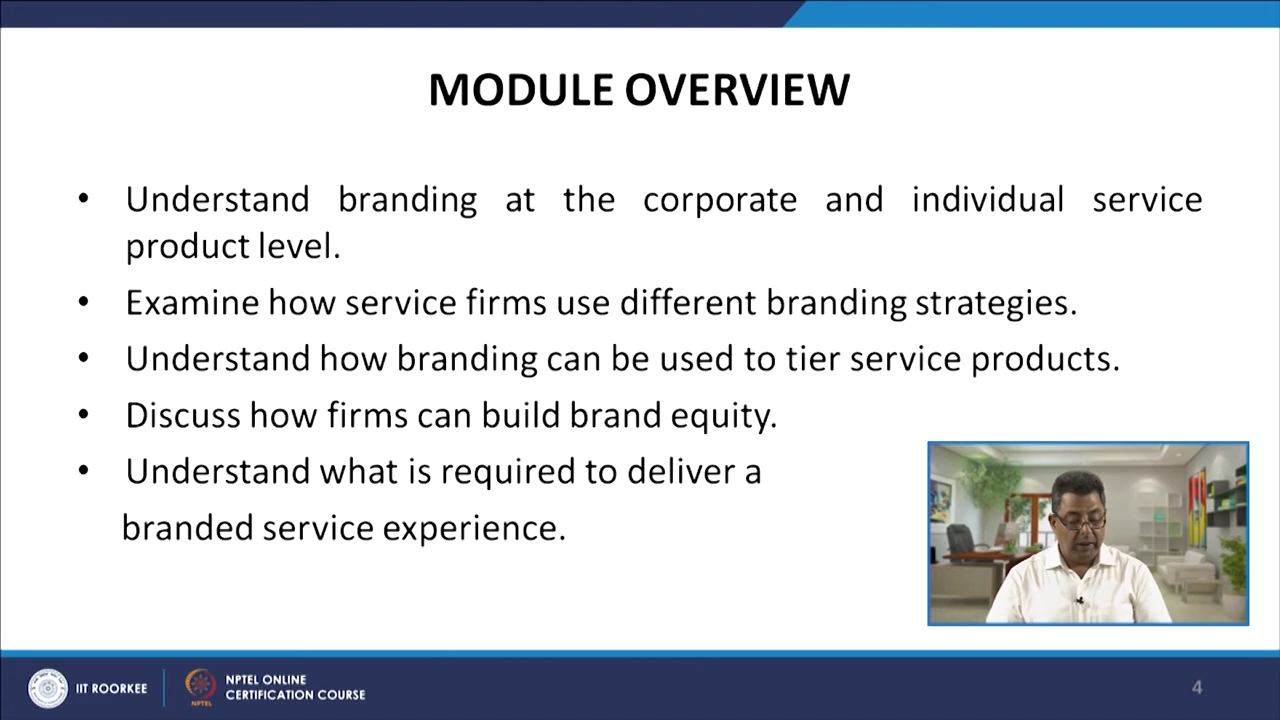 MODULE OVERVIEW
• Understand branding at the corporate and individual service
product level.
• Examine how service firms use different branding strategies.
• Understand how branding can be used to tier service products.
• Discuss how firms can build brand equity.
• Understand what is required to deliver a
branded service experience.
IIT ROORKEE
NPTEL
NPTEL ONLINE
CERTIFICATION COURSE
4